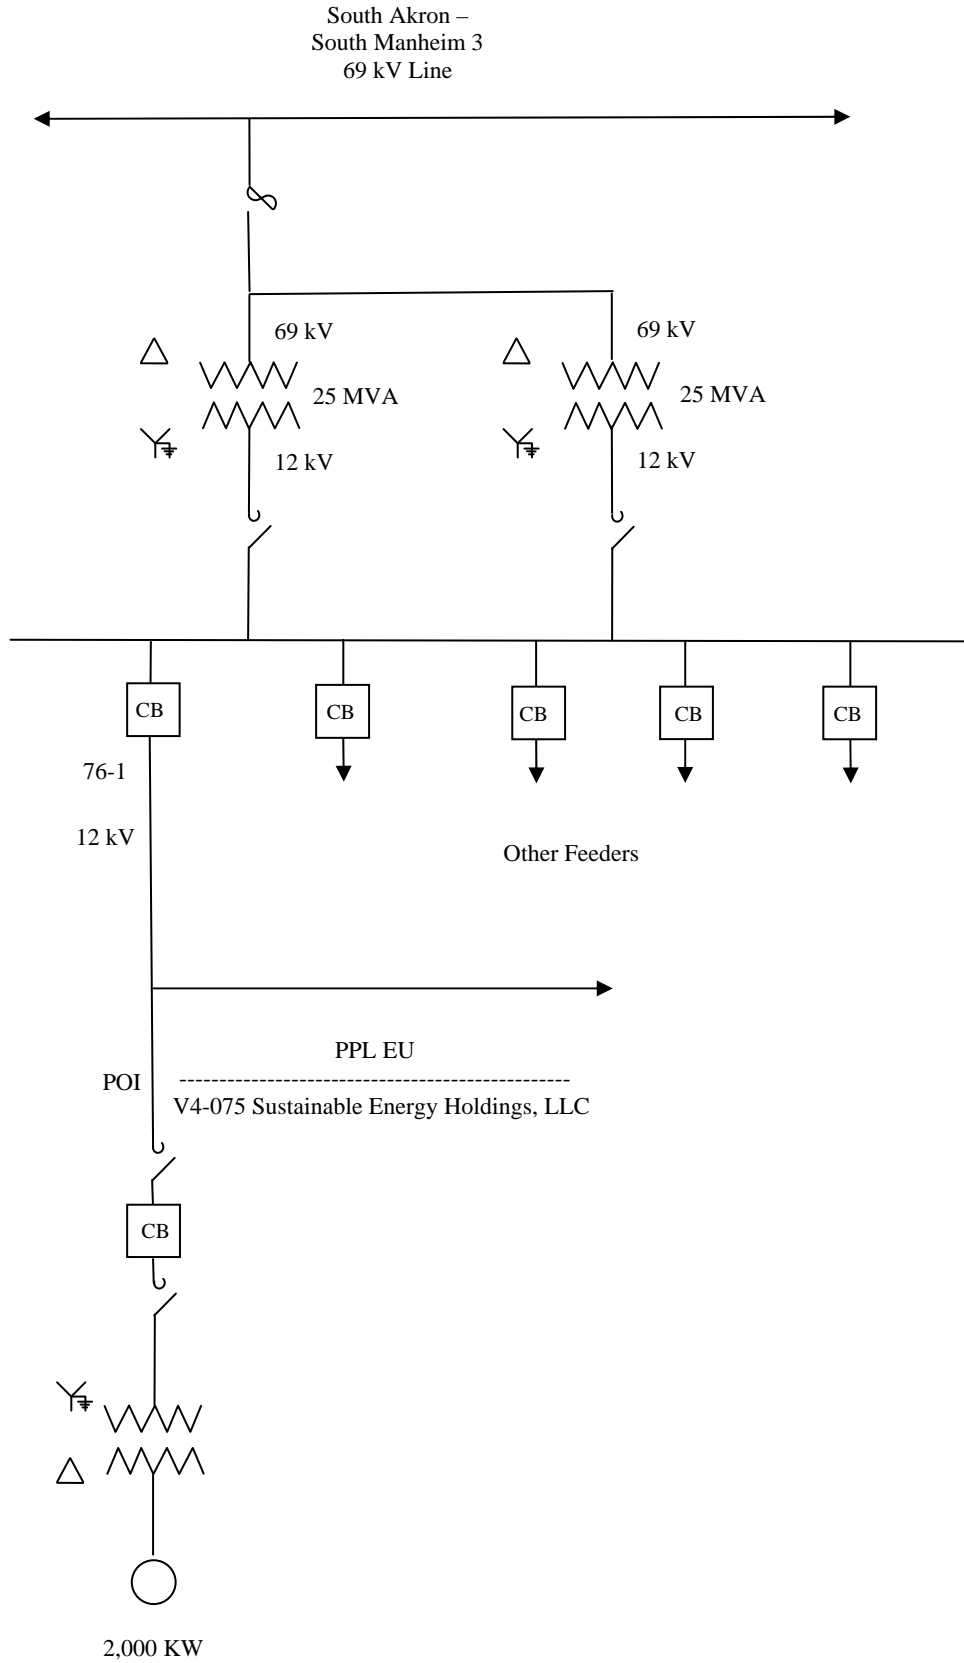 South Akron –
South Manheim 3
69 kV Line
69 kV
69 kV
25 MVA
25 MVA
12 kV
12 kV
CB
CB
CB
CB
CB
76-1
12 kV
Other Feeders
PPL EU
POI
V4-075 Sustainable Energy Holdings, LLC
CB
2,000 KW